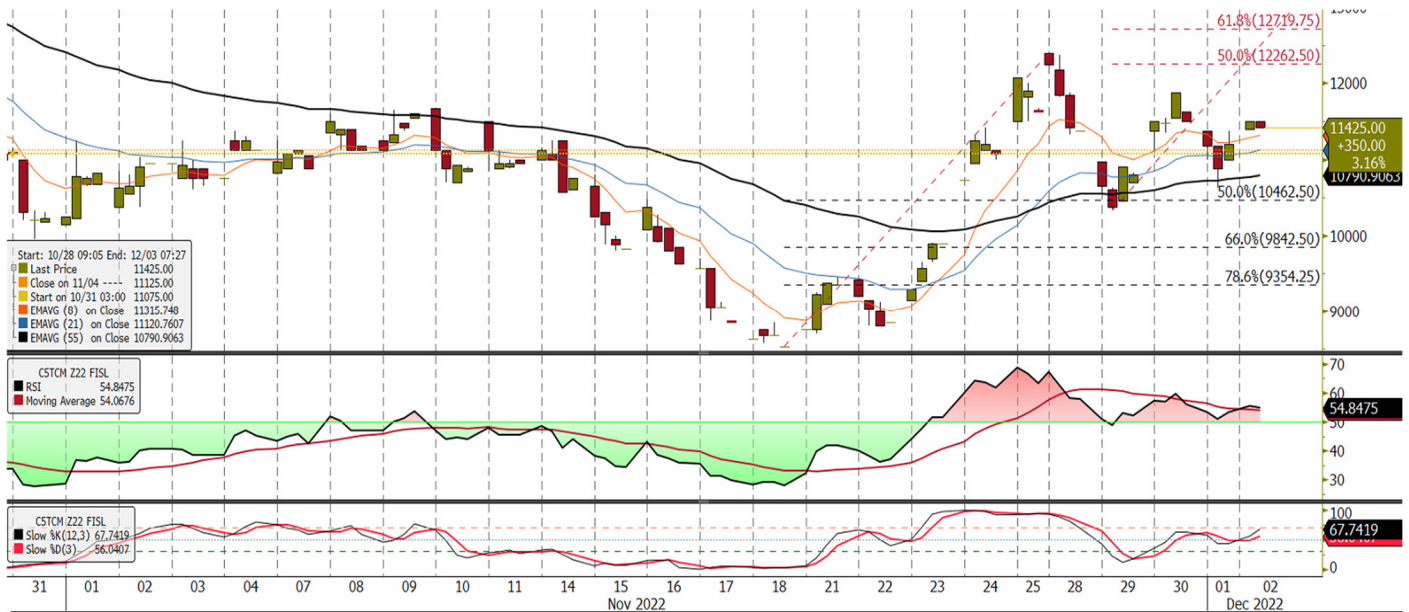 15000
61.8%(12719.75)
50.0%(12262.50)
12000
11425.00
+350.00
3.16%
10790.9063
50.0%(10462.50)
10000
66.0%(9842.50)
78.6%(9354.25)
9000
Start: 10/28 09:05 End: 12/03 07:27
Last Price 11425.00
Close on 11/04 ---- 11125.00
Start on 10/31 03:00 11075.00
EMAVG (8) on Close 11315.748
EMAVG (21) on Close 11120.7607
EMAVG (55) on Close 10790.9063
C5TCM Z22 FISL
RSI 54.8475
Moving Average 54.0676
70
60
54.8475
50
40
30
C5TCM Z22 FISL
Slow %K(12,3) 67.7419
Slow %D(3) 56.0407
100
67.7419
0
31 01 02 03 04 07 08 09 10 11 14 15 16 17 18 21 22 23 24 25 28 29 30 01 02
Nov 2022 Dec 2022